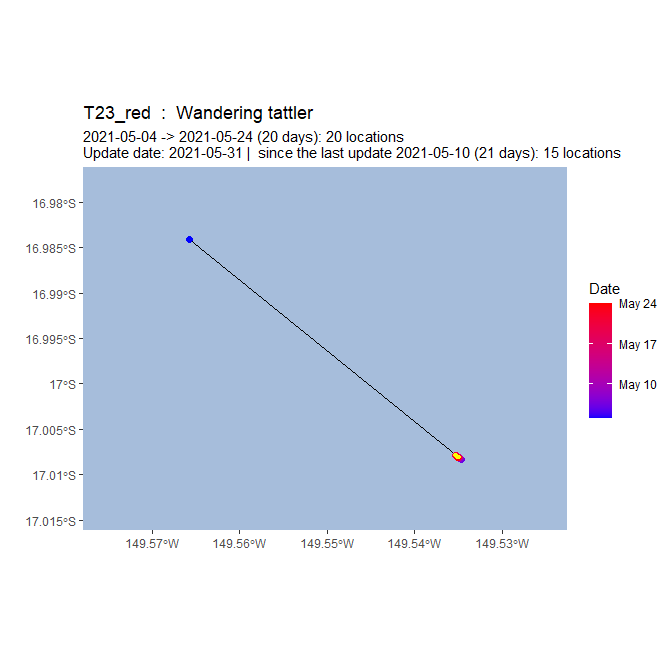 T23_red  :  Wandering tattler
2021-05-04 -> 2021-05-24 (20 days): 20 locations
Update date: 2021-05-31 |  since the last update 2021-05-10 (21 days): 15 locations
16.98°S
16.985°S
16.99°S
16.995°S
17°S
17.005°S
17.01°S
17.015°S
149.57°W
149.56°W
149.55°W
149.54°W
149.53°W
Date
May 24
May 17
May 10